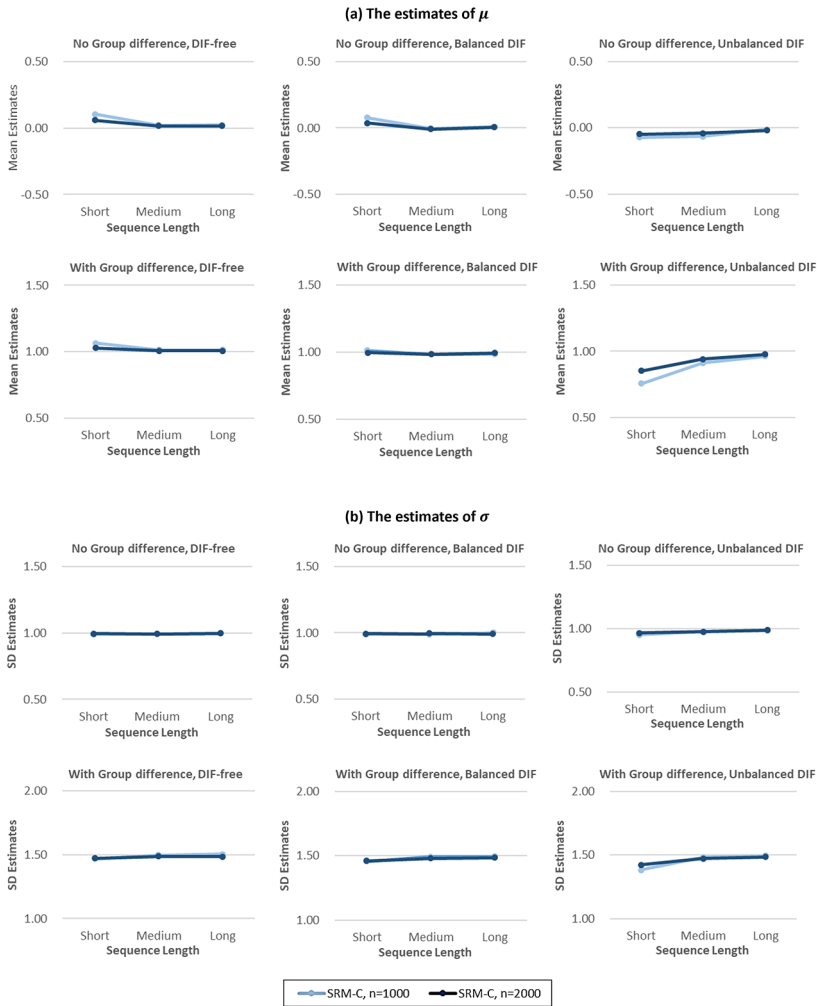 (a) The estimates of μ
No Group difference, DIF-free
No Group difference, Balanced DIF
No Group difference, Unbalanced DIF
0.50
0.00
-0.50
Mean Estimates
Short Medium Long
Sequence Length
0.50
0.00
-0.50
Mean Estimates
Short Medium Long
Sequence Length
0.50
0.00
-0.50
Mean Estimates
Short Medium Long
Sequence Length
With Group difference, DIF-free
With Group difference, Balanced DIF
With Group difference, Unbalanced DIF
1.50
1.00
0.50
Mean Estimates
Short Medium Long
Sequence Length
1.50
1.00
0.50
Mean Estimates
Short Medium Long
Sequence Length
1.50
1.00
0.50
Mean Estimates
Short Medium Long
Sequence Length
(b) The estimates of σ
No Group difference, DIF-free
No Group difference, Balanced DIF
No Group difference, Unbalanced DIF
1.50
1.00
0.50
SD Estimates
Short Medium Long
Sequence Length
1.50
1.00
0.50
SD Estimates
Short Medium Long
Sequence Length
1.50
1.00
0.50
SD Estimates
Short Medium Long
Sequence Length
With Group difference, DIF-free
With Group difference, Balanced DIF
With Group difference, Unbalanced DIF
2.00
1.50
1.00
SD Estimates
Short Medium Long
Sequence Length
2.00
1.50
1.00
SD Estimates
Short Medium Long
Sequence Length
2.00
1.50
1.00
SD Estimates
Short Medium Long
Sequence Length
SRM-C, n=1000 SRM-C, n=2000